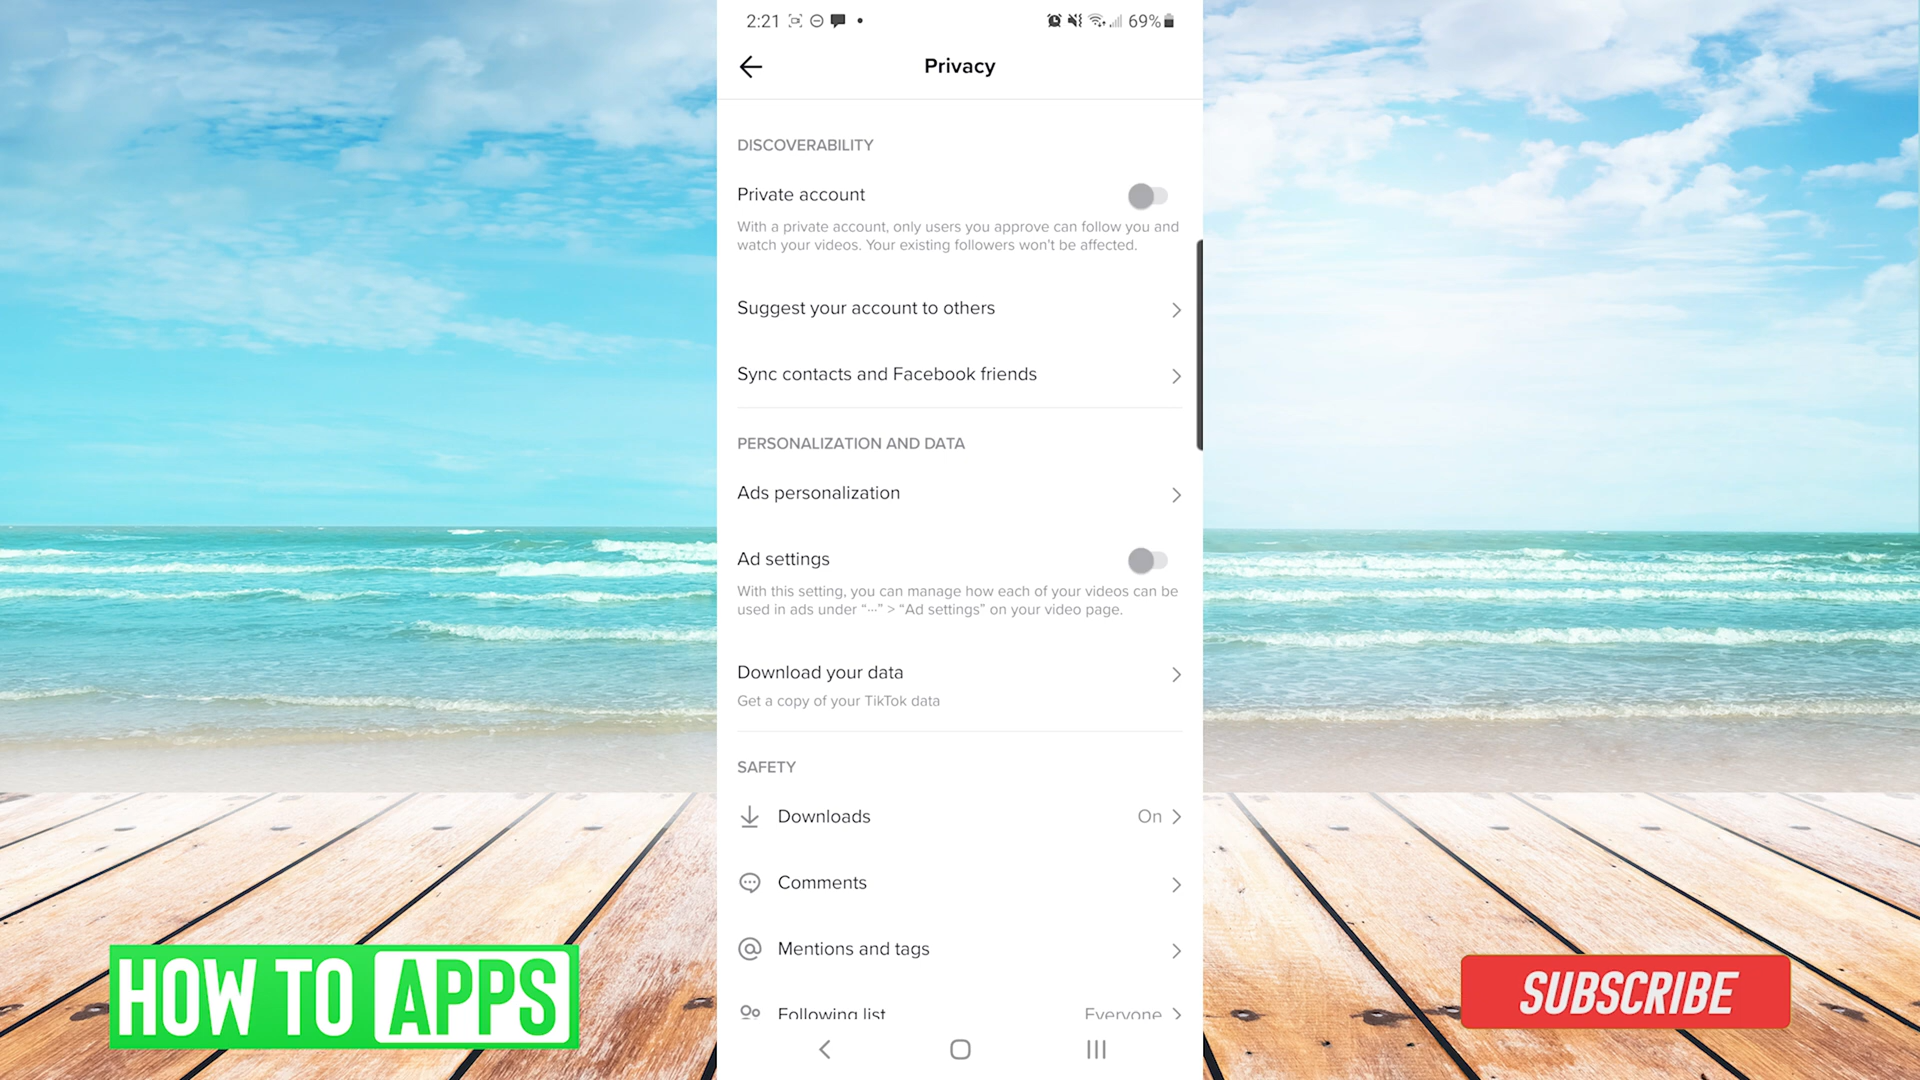 2:21
69%
Privacy
DISCOVERABILITY
Private account
With a private account, only users you approve can follow you and
watch your videos. Your existing followers won't be affected.
Suggest your account to others
Sync contacts and Facebook friends
PERSONALIZATION AND DATA
Ads personalization
Ad settings
With this setting, you can manage how each of your videos can be
used in ads under “···” > “Ad settings” on your video page.
Download your data
Get a copy of your TikTok data
SAFETY
Downloads On
Comments
Mentions and tags
Following list Everyone
HOW TO APPS
SUBSCRIBE